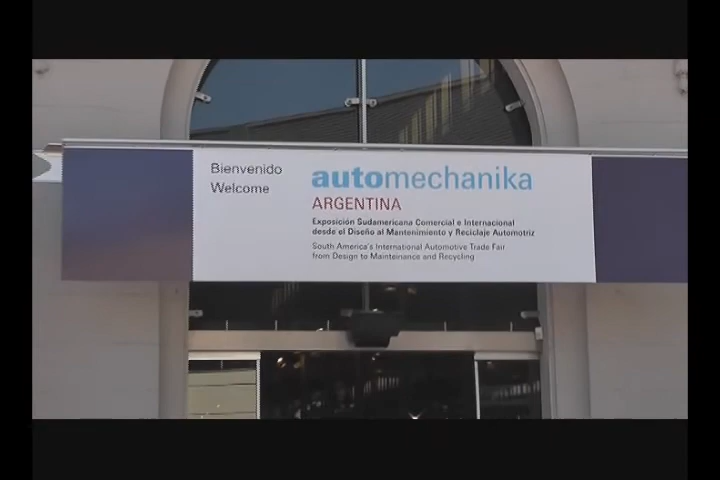 Bienvenido
Welcome
automechanika
ARGENTINA
Exposición Sudamericana Comercial e Internacional
desde el Diseño al Mantenimiento y Reciclaje Automotriz
South America's International Automotive Trade Fair
from Design to Mainteinance and Recycling